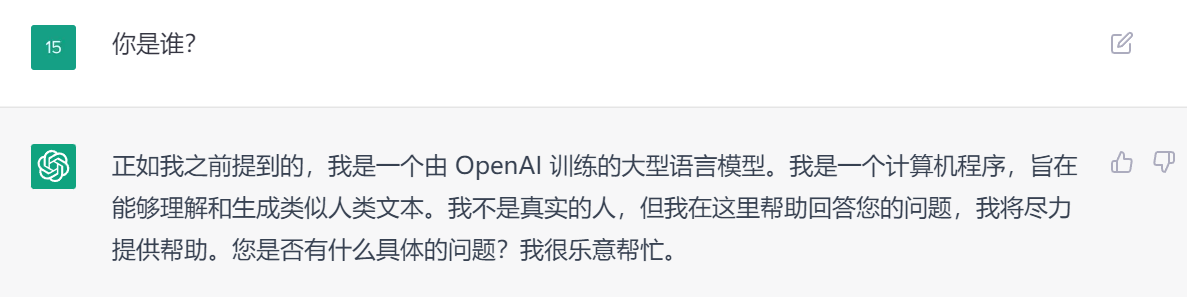 15
你是谁?
正如我之前提到的，我是一个由 OpenAI 训练的大型语言模型。我是一个计算机程序，旨在
能够理解和生成类似人类文本。我不是真实的人，但我在这里帮助回答您的问题，我将尽力
提供帮助。您是否有什么具体的问题？我很乐意帮忙。